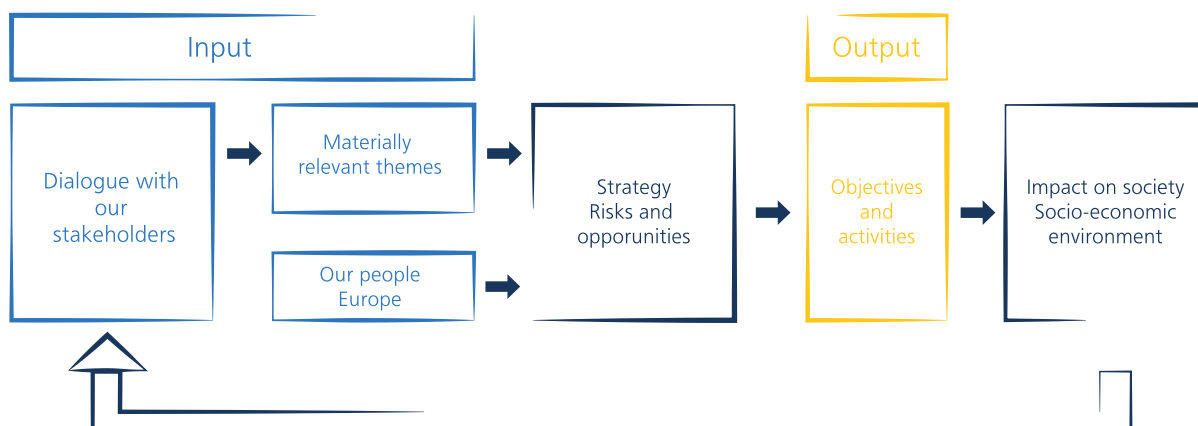 Input
Output
Dialogue with
our
stakeholders
Materially
relevant themes
Our people
Europe
Strategy
Risks and
opporunities
Objectives
and
activities
Impact on society
Socio-economic
environment